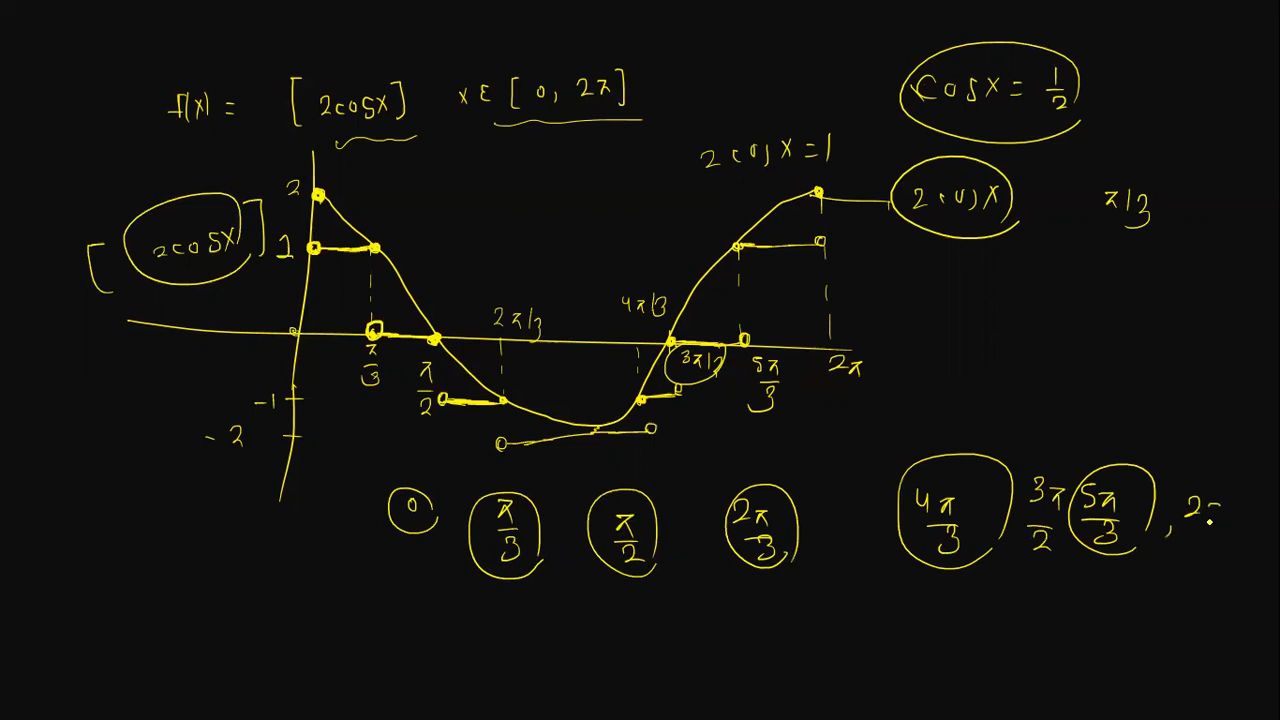 f(x) = [2cosx] x ε [0, 2π]
cosx = 1/2
2cosx = 1
2
2cosx
π/3
[2cosx]
1
4π/3
2π/3
π/3
π/2
3π/2
5π/3
2π
-1
-2
0 π/3 π/2 2π/3 4π/3 3π/2 5π/3 , 2